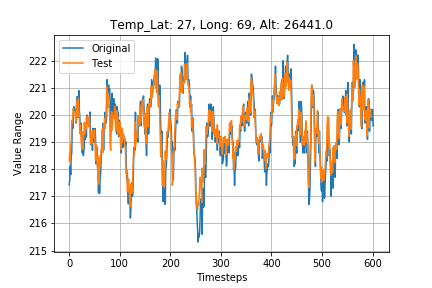 Temp_Lat: 27, Long: 69, Alt: 26441.0
Original
Test
222
221
220
219
218
217
216
215
Value Range
0 100 200 300 400 500 600
Timesteps